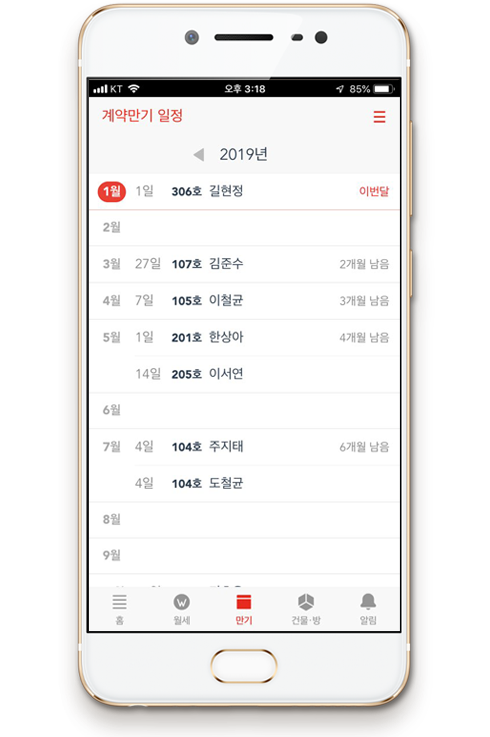 KT 오후 3:18 85%
계약만기 일정
2019년
1월 1일 306호 길현정 이번달
2월
3월 27일 107호 김준수 2개월 남음
4월 7일 105호 이철균 3개월 남음
5월 1일 201호 한상아 4개월 남음
14일 205호 이서연
6월
7월 4일 104호 주지태 6개월 남음
4일 104호 도철균
8월
9월
홈 월세 만기 건물·방 알림